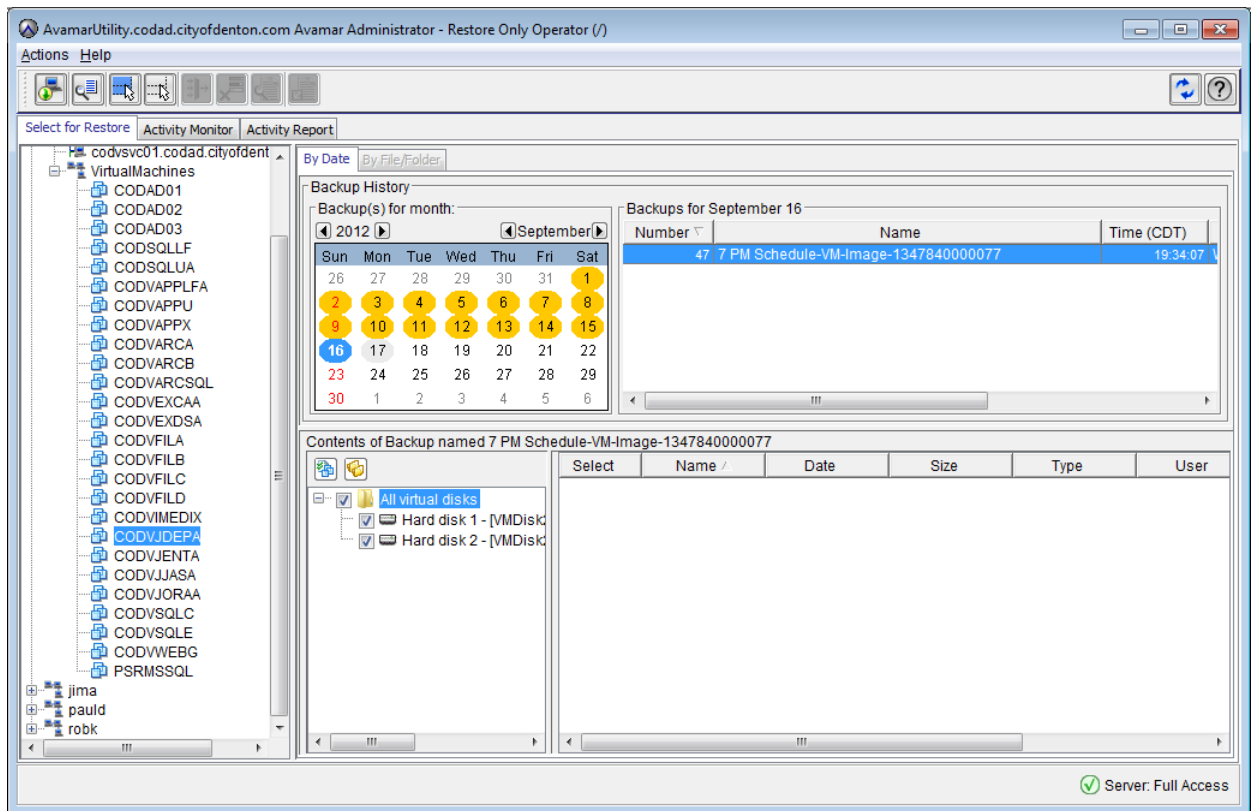 AvamarUtility.codad.cityofdenton.com Avamar Administrator - Restore Only Operator (/)
Actions Help
Select for Restore Activity Monitor Activity Report
codvsvc01.codad.cityofdent
VirtualMachines
CODAD01
CODAD02
CODAD03
CODSQLLF
CODSQLUA
CODVAPPLFA
CODVAPPU
CODVAPPX
CODVARCA
CODVARCB
CODVARCSQL
CODVEXCAA
CODVEXDSA
CODVFILA
CODVFILB
CODVFILC
CODVFILD
CODVIMEDIX
CODVJDEPA
CODVJENTA
CODVJJASA
CODVJORAA
CODVSQLC
CODVSQLE
CODVWEBG
PSRMSSQL
jima
pauld
robk
By Date By File/Folder
Backup History
Backup(s) for month:
2012 September
Sun Mon Tue Wed Thu Fri Sat
26 27 28 29 30 31 1
2 3 4 5 6 7 8
9 10 11 12 13 14 15
16 17 18 19 20 21 22
23 24 25 26 27 28 29
30 1 2 3 4 5 6
Backups for September 16
Number Name Time (CDT)
47 7 PM Schedule-VM-Image-1347840000077 19:34:07
Contents of Backup named 7 PM Schedule-VM-Image-1347840000077
All virtual disks
Hard disk 1 - [VMDisk
Hard disk 2 - [VMDisk
Select Name Date Size Type User
Server: Full Access